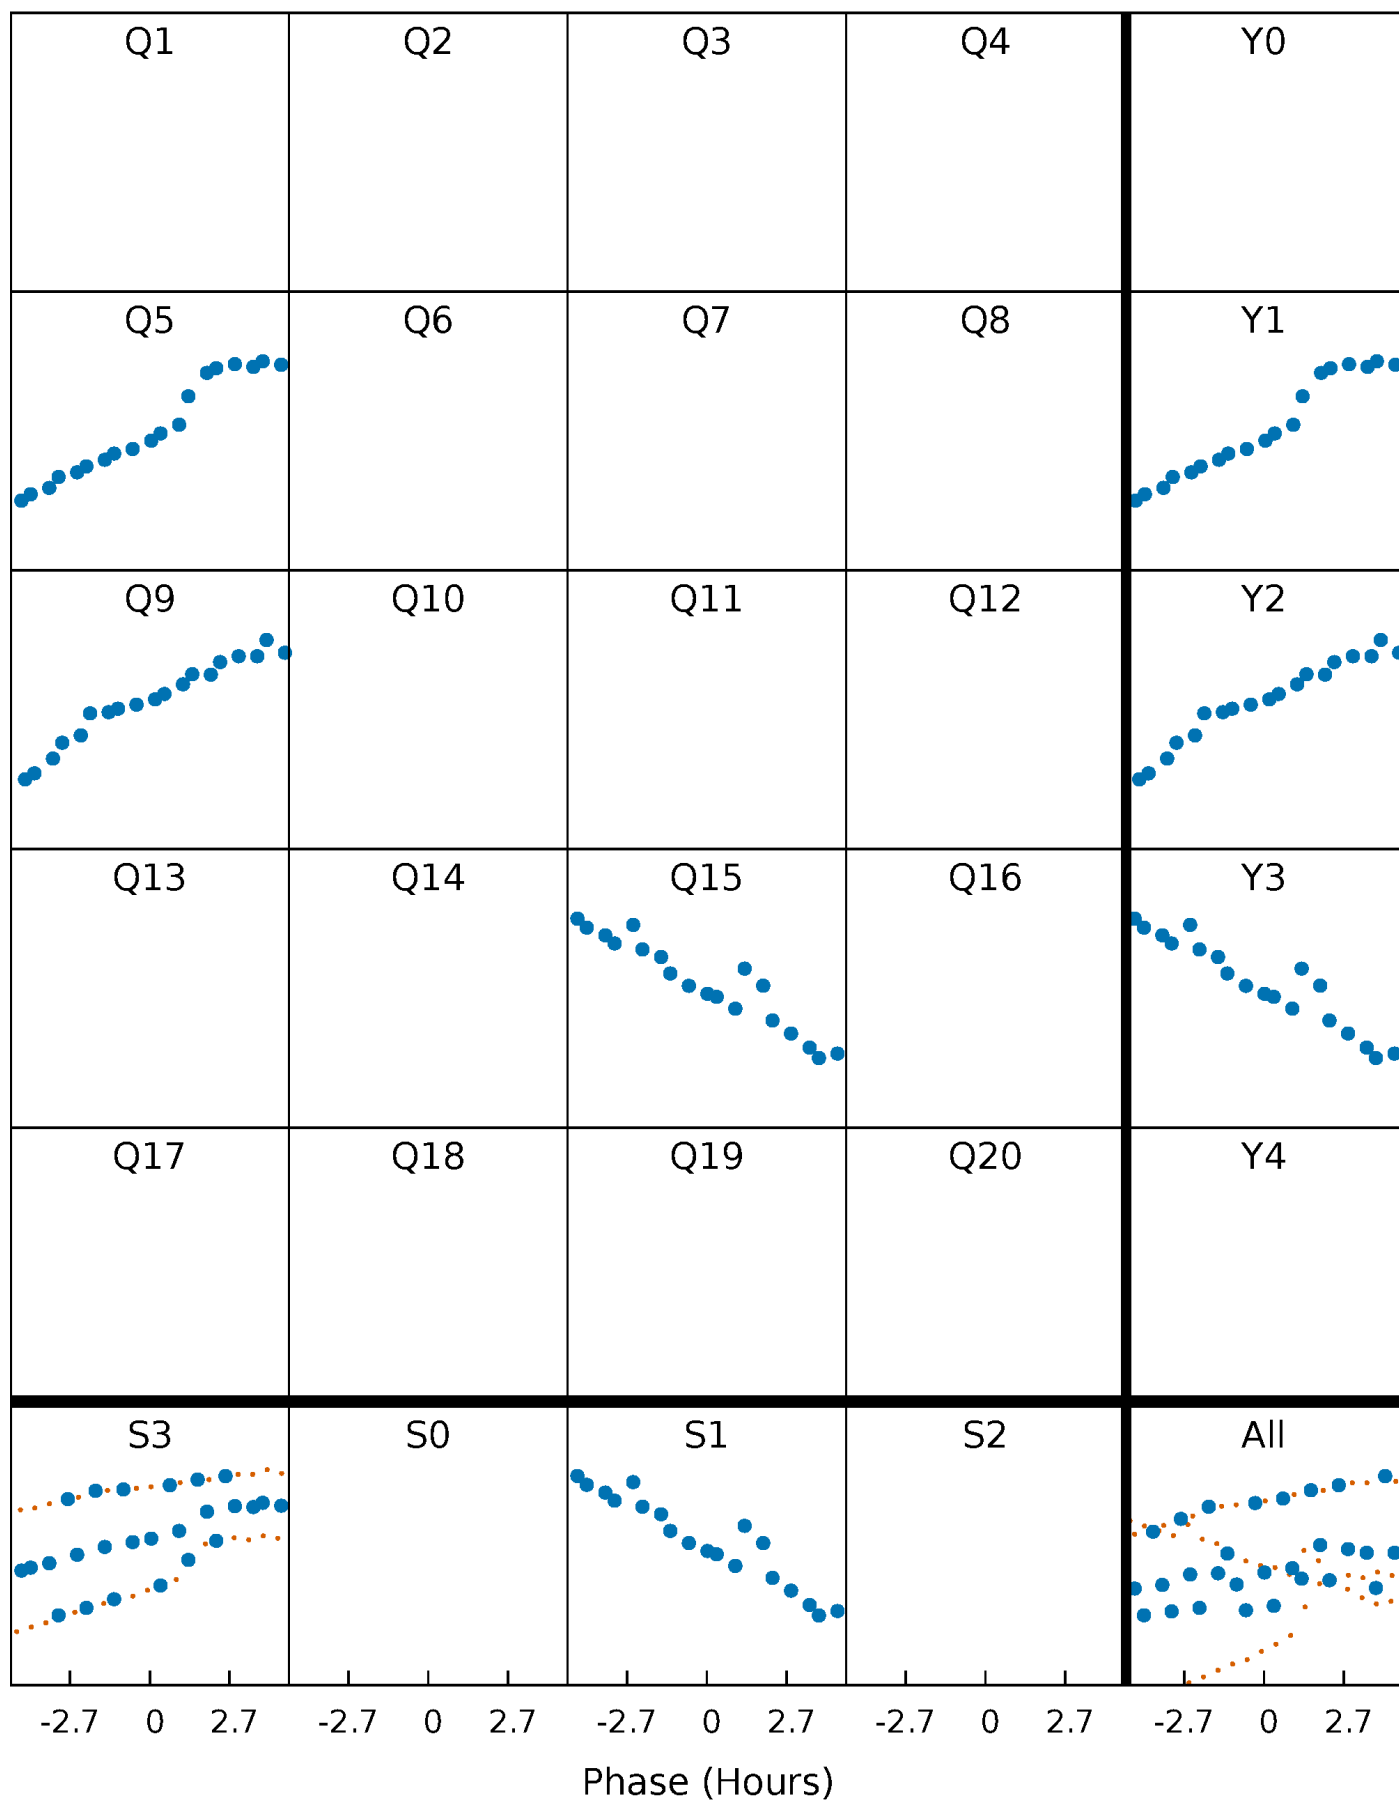 Q1 Q2 Q3 Q4 Y0
Q5 Q6 Q7 Q8 Y1
Q9 Q10 Q11 Q12 Y2
Q13 Q14 Q15 Q16 Y3
Q17 Q18 Q19 Q20 Y4
S3 S0 S1 S2 All
-2.7 0 2.7 -2.7 0 2.7 -2.7 0 2.7 -2.7 0 2.7 -2.7 0 2.7
Phase (Hours)